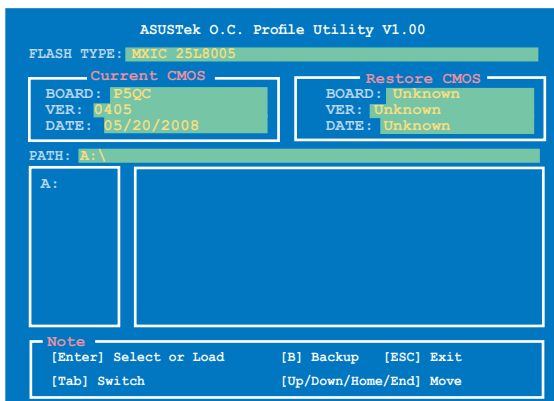 ASUSTek O.C. Profile Utility V1.00
FLASH TYPE: MXIC 25L8005
Current CMOS
BOARD: P5QC
VER: 0405
DATE: 05/20/2008
Restore CMOS
BOARD: Unknown
VER: Unknown
DATE: Unknown
PATH: A:\
A:
Note
[Enter] Select or Load [B] Backup [ESC] Exit
[Tab] Switch [Up/Down/Home/End] Move